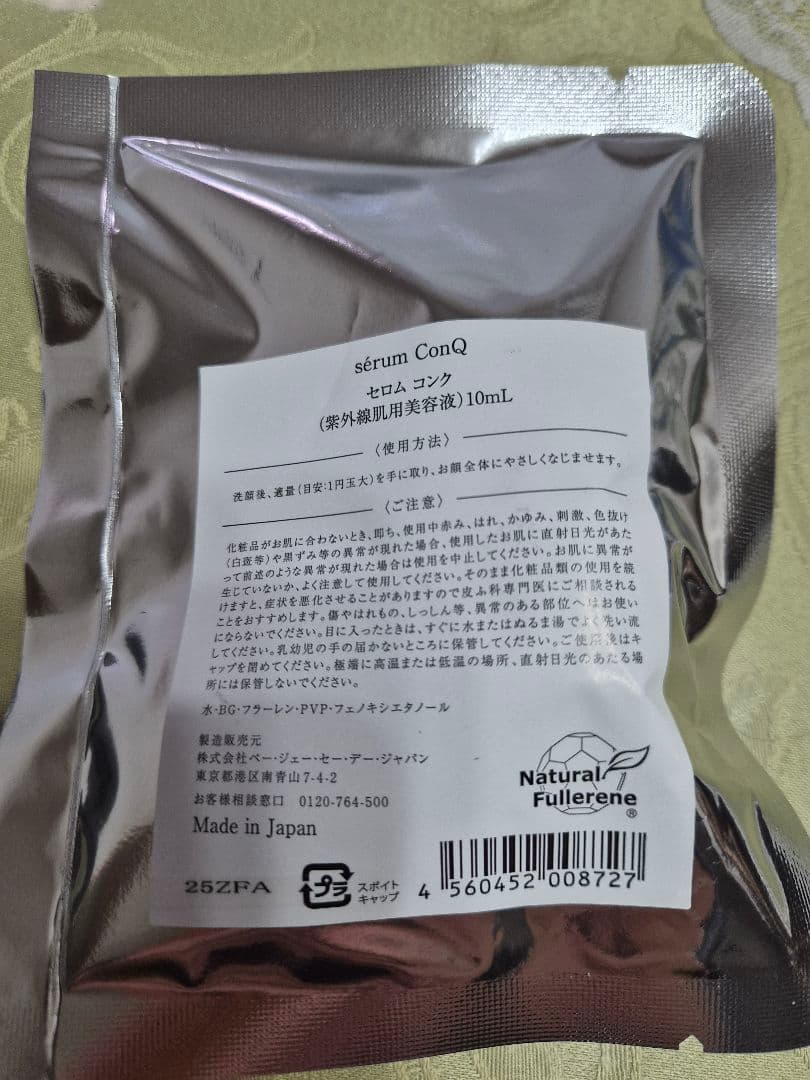 sérum ConQ
セロム コンク
(紫外線肌用美容液)10mL
〈使用方法〉
洗顔後、適量(目安:1円玉大)を手に取り、お顔全体にやさしくなじませます。
〈ご注意〉
化粧品がお肌に合わないとき、即ち、使用中赤み、はれ、かゆみ、刺激、色抜け
(白斑等)や黒ずみ等の異常が現れた場合、使用したお肌に直射日光があた
って前述のような異常が現れた場合は使用を中止してください。お肌に異常が
生じていないか、よく注意して使用してください。そのまま化粧品類の使用を続
けますと、症状を悪化させることがありますので皮ふ科専門医にご相談される
ことをおすすめします。傷やはれもの、しっしん等、異常のある部位へはお使い
にならないでください。目に入ったときは、すぐに水またはぬるま湯でよく洗い流
してください。乳幼児の手の届かないところに保管してください。ご使用後はキ
ャップを閉めてください。極端に高温または低温の場所、直射日光のあたる場
所には保管しないでください。
水・BG・フラーレン・PVP・フェノキシエタノール
製造販売元
株式会社ベー・ジェー・セー・デー・ジャパン
東京都港区南青山7-4-2
お客様相談窓口 0120-764-500
Made in Japan
Natural
Fullerene
®
25ZFA
プラ
スポイト
キャップ
4 560452 008727